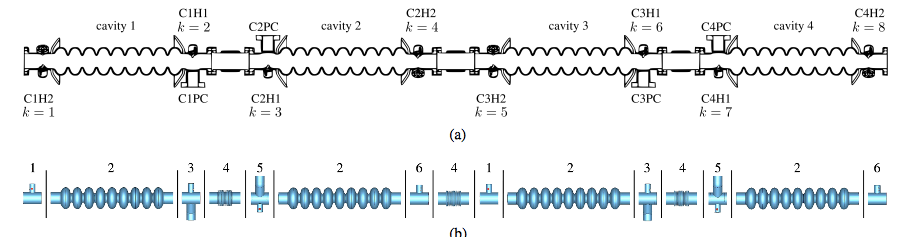 C1H1 C2H2 C3H1 C4H2
cavity 1 k = 2 C2PC cavity 2 k = 4 cavity 3 k = 6 C4PC cavity 4 k = 8
C1H2 C1PC C2H1 C3H2 C3PC C4H1
k = 1 k = 3 k = 5 k = 7
(a)
1 2 3 4 5 2 6 4 1 2 3 4 5 2 6
(b)